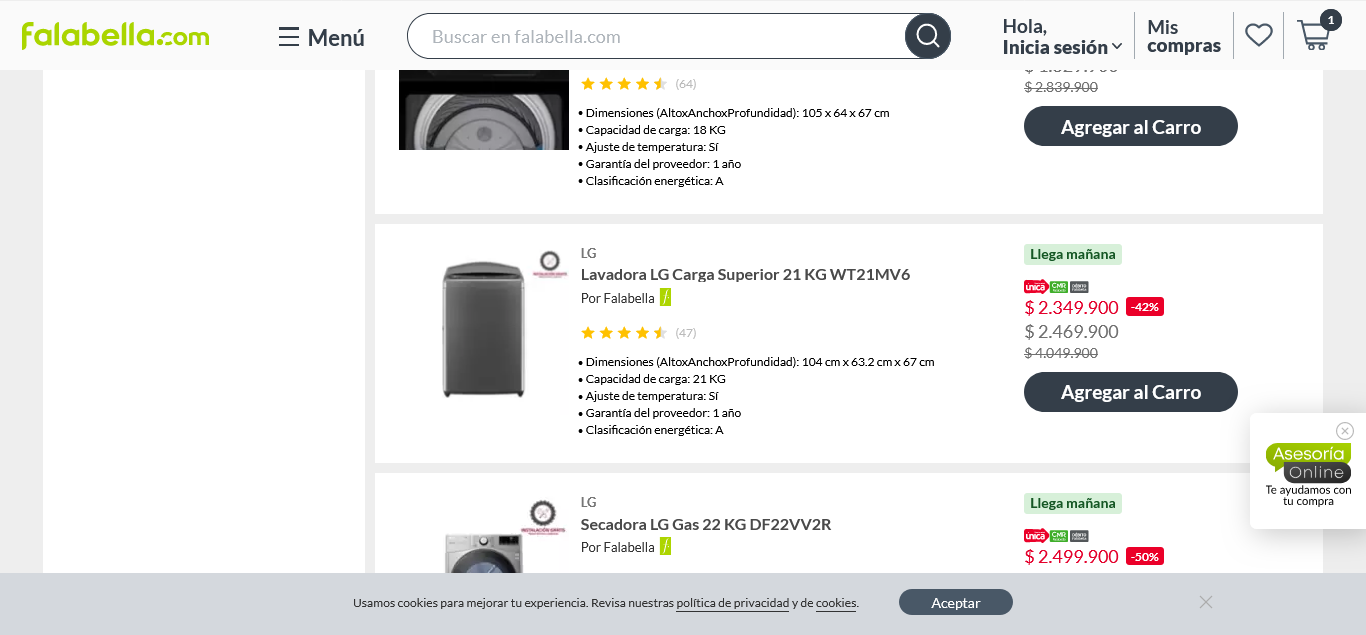 falabella.com
Menú
Buscar en falabella.com
Hola,
Inicia sesión
Mis
compras
1
(64)
• Dimensiones (AltoxAnchoxProfundidad): 105 x 64 x 67 cm
• Capacidad de carga: 18 KG
• Ajuste de temperatura: Sí
• Garantía del proveedor: 1 año
• Clasificación energética: A
$ 2.839.900
Agregar al Carro
LG
Lavadora LG Carga Superior 21 KG WT21MV6
Por Falabella
(47)
• Dimensiones (AltoxAnchoxProfundidad): 104 cm x 63.2 cm x 67 cm
• Capacidad de carga: 21 KG
• Ajuste de temperatura: Sí
• Garantía del proveedor: 1 año
• Clasificación energética: A
Llega mañana
única CMR
$ 2.349.900 -42%
$ 2.469.900
$ 4.049.900
Agregar al Carro
Asesoría
Online
Te ayudamos con
tu compra
LG
Secadora LG Gas 22 KG DF22VV2R
Por Falabella
INSTALACIÓN GRATIS
Llega mañana
única CMR
$ 2.499.900 -50%
Usamos cookies para mejorar tu experiencia. Revisa nuestras política de privacidad y de cookies.
Aceptar